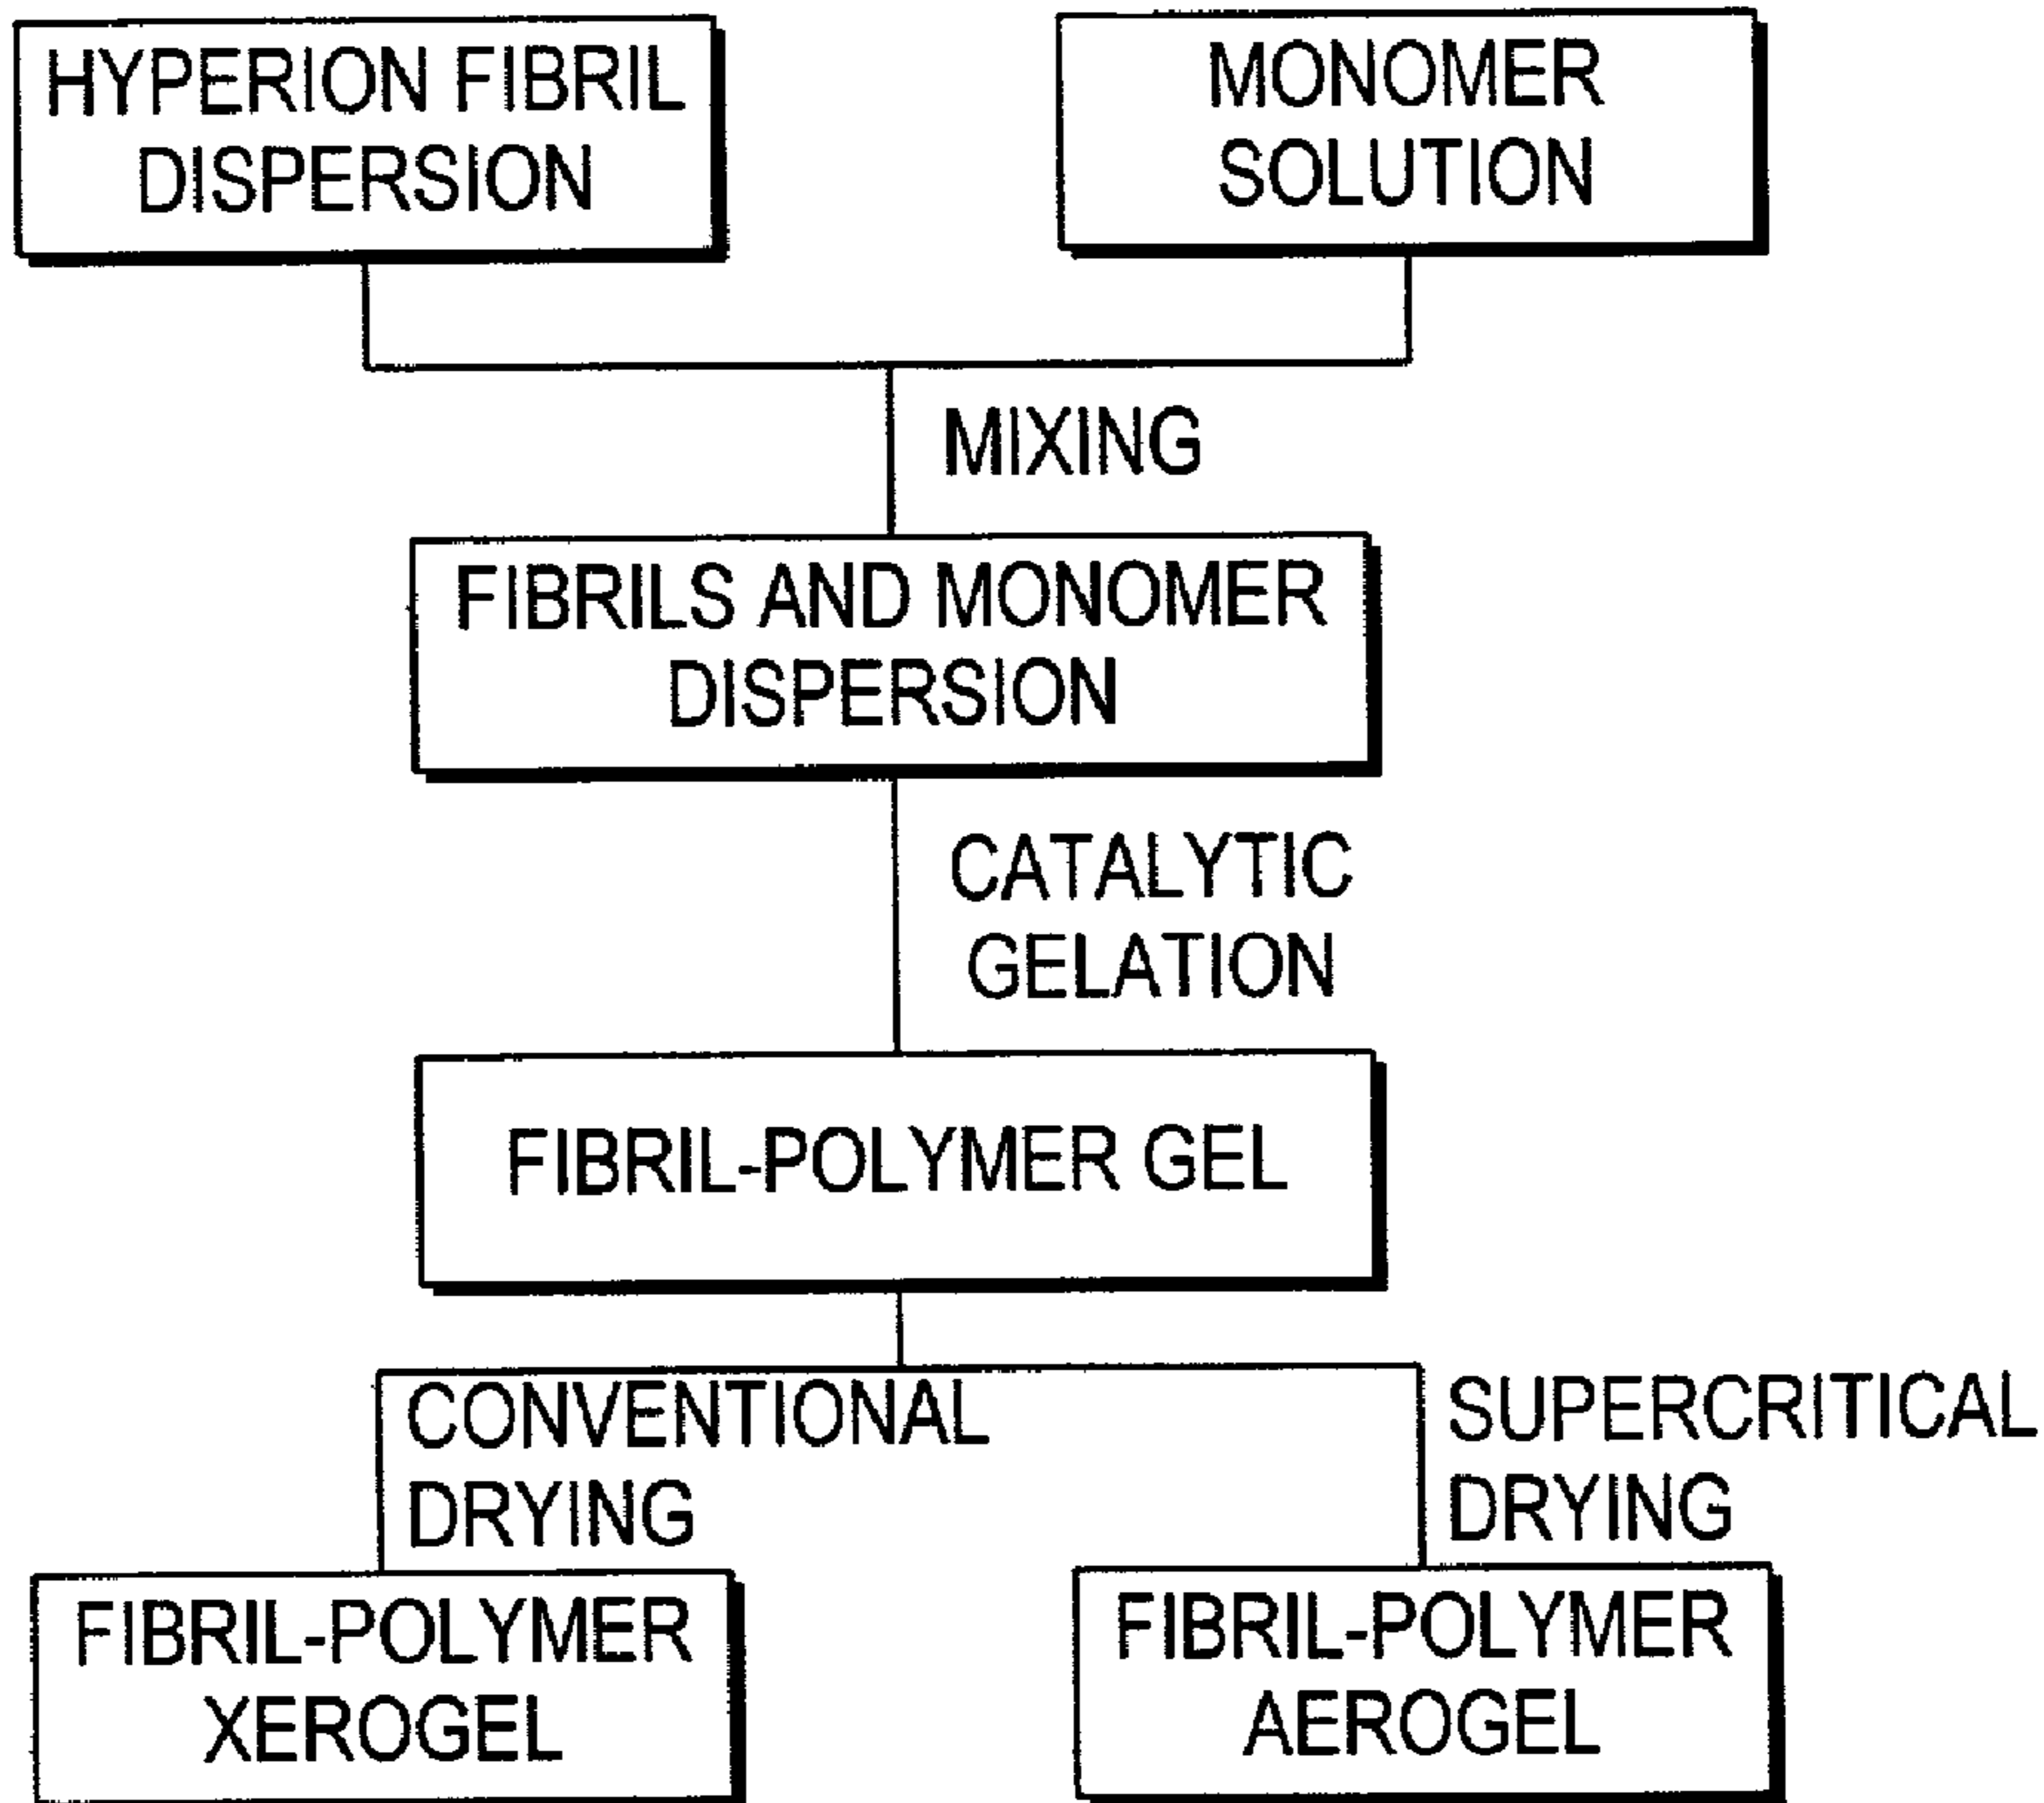 HYPERION FIBRIL
DISPERSION
MONOMER
SOLUTION
MIXING
FIBRILS AND MONOMER
DISPERSION
CATALYTIC
GELATION
FIBRIL-POLYMER GEL
CONVENTIONAL
DRYING
SUPERCRITICAL
DRYING
FIBRIL-POLYMER
XEROGEL
FIBRIL-POLYMER
AEROGEL